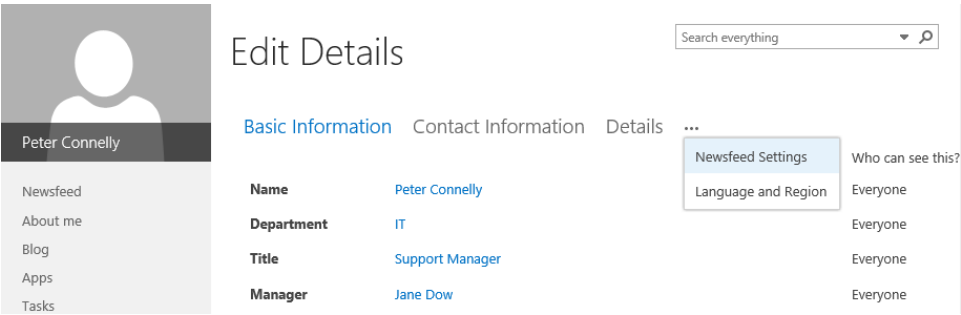 Edit Details
Search everything
Peter Connelly
Basic Information Contact Information Details ...
Newsfeed Settings
Language and Region
Who can see this?
Newsfeed
About me
Blog
Apps
Tasks
Name Peter Connelly Everyone
Department IT Everyone
Title Support Manager Everyone
Manager Jane Dow Everyone